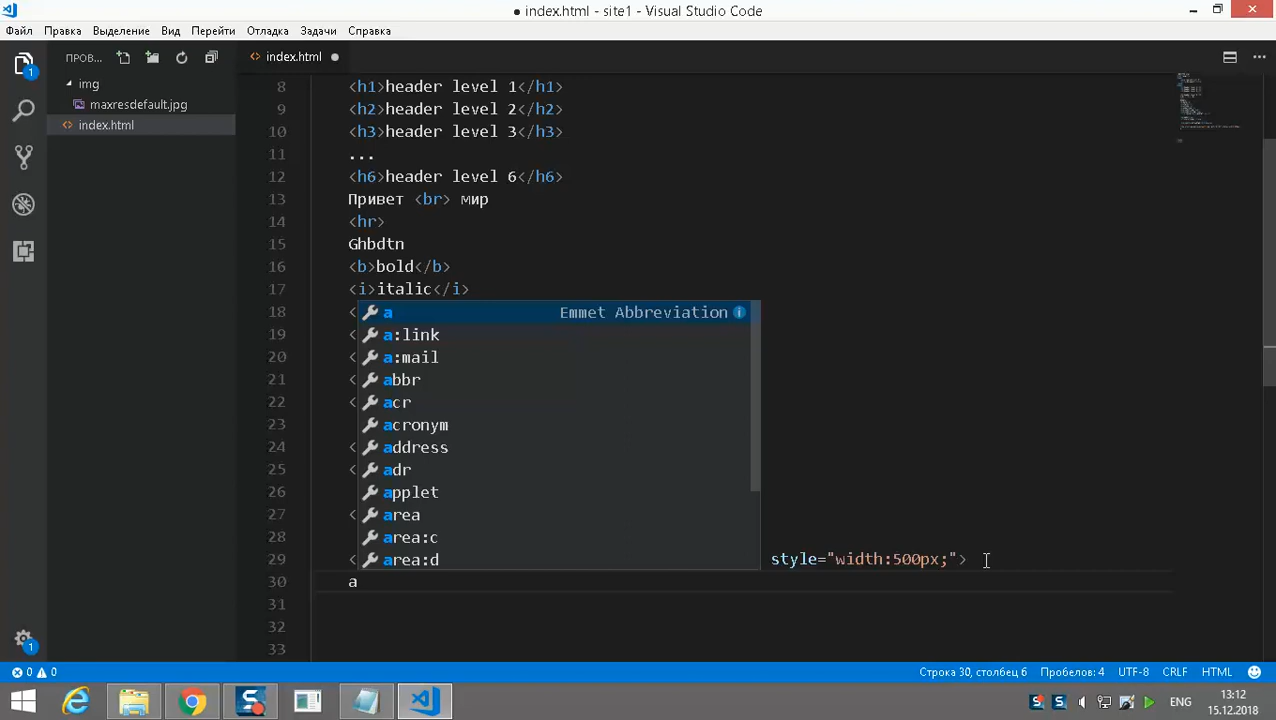 ● index.html - site1 - Visual Studio Code
Файл Правка Выделение Вид Перейти Отладка Задачи Справка
ПРОВ... index.html ●
img
maxresdefault.jpg
index.html
8 <h1>header level 1</h1>
9 <h2>header level 2</h2>
10 <h3>header level 3</h3>
11 ...
12 <h6>header level 6</h6>
13 Привет <br> мир
14 <hr>
15 Ghbdtn
16 <b>bold</b>
17 <i>italic</i>
18 < a Emmet Abbreviation
19 < a:link
20 < a:mail
21 < abbr
22 < acr
23 < acronym
24 < address
25 < adr
26 < applet
27 < area
28 area:c
29 < area:d style="width:500px;">
30 a
31
32
33
1
1
0 0 Строка 30, столбец 6 Пробелов: 4 UTF-8 CRLF HTML
ENG 13:12
15.12.2018